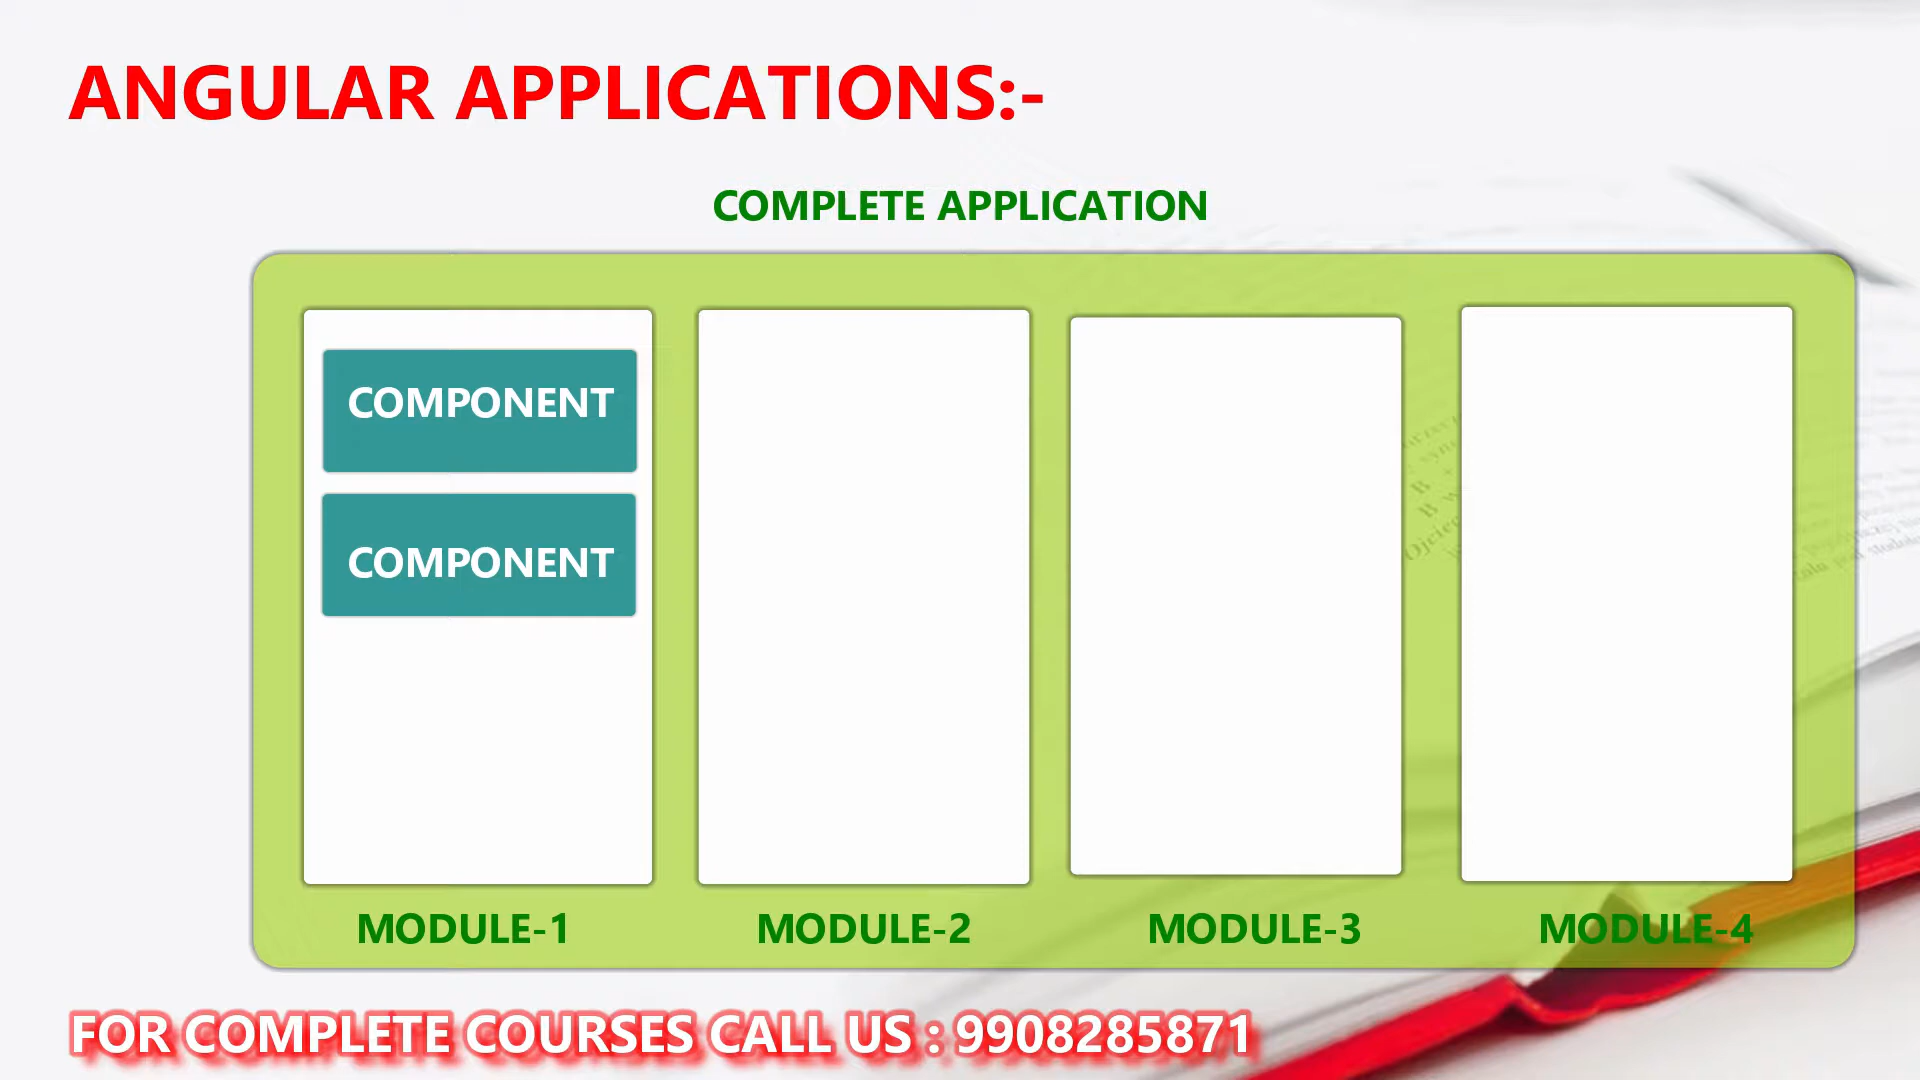 ANGULAR APPLICATIONS:-
COMPLETE APPLICATION
COMPONENT
COMPONENT
MODULE-1
MODULE-2
MODULE-3
MODULE-4
FOR COMPLETE COURSES CALL US : 9908285871